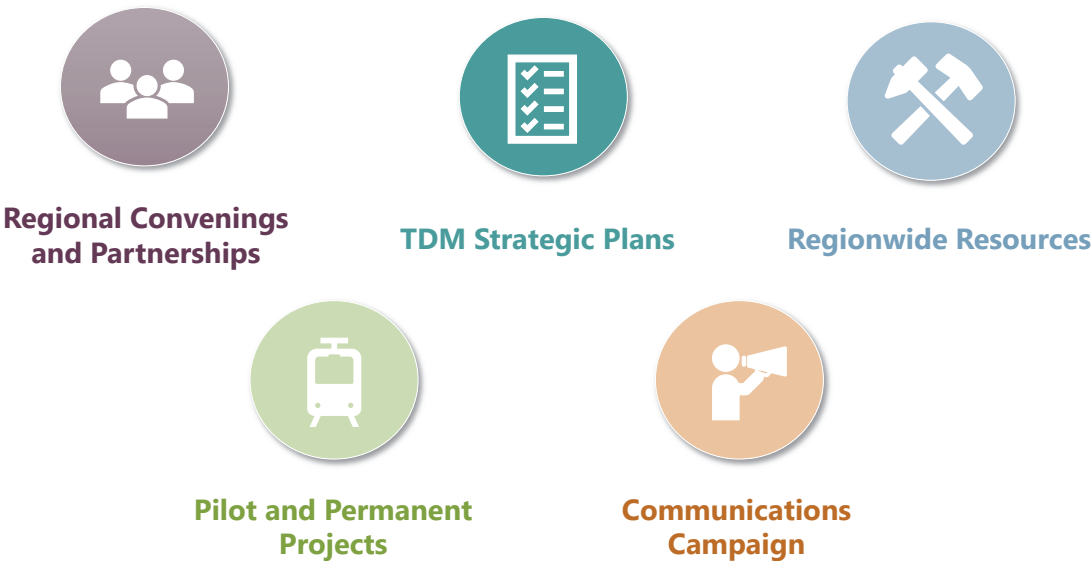 Regional Convenings
and Partnerships
TDM Strategic Plans
Regionwide Resources
Pilot and Permanent
Projects
Communications
Campaign